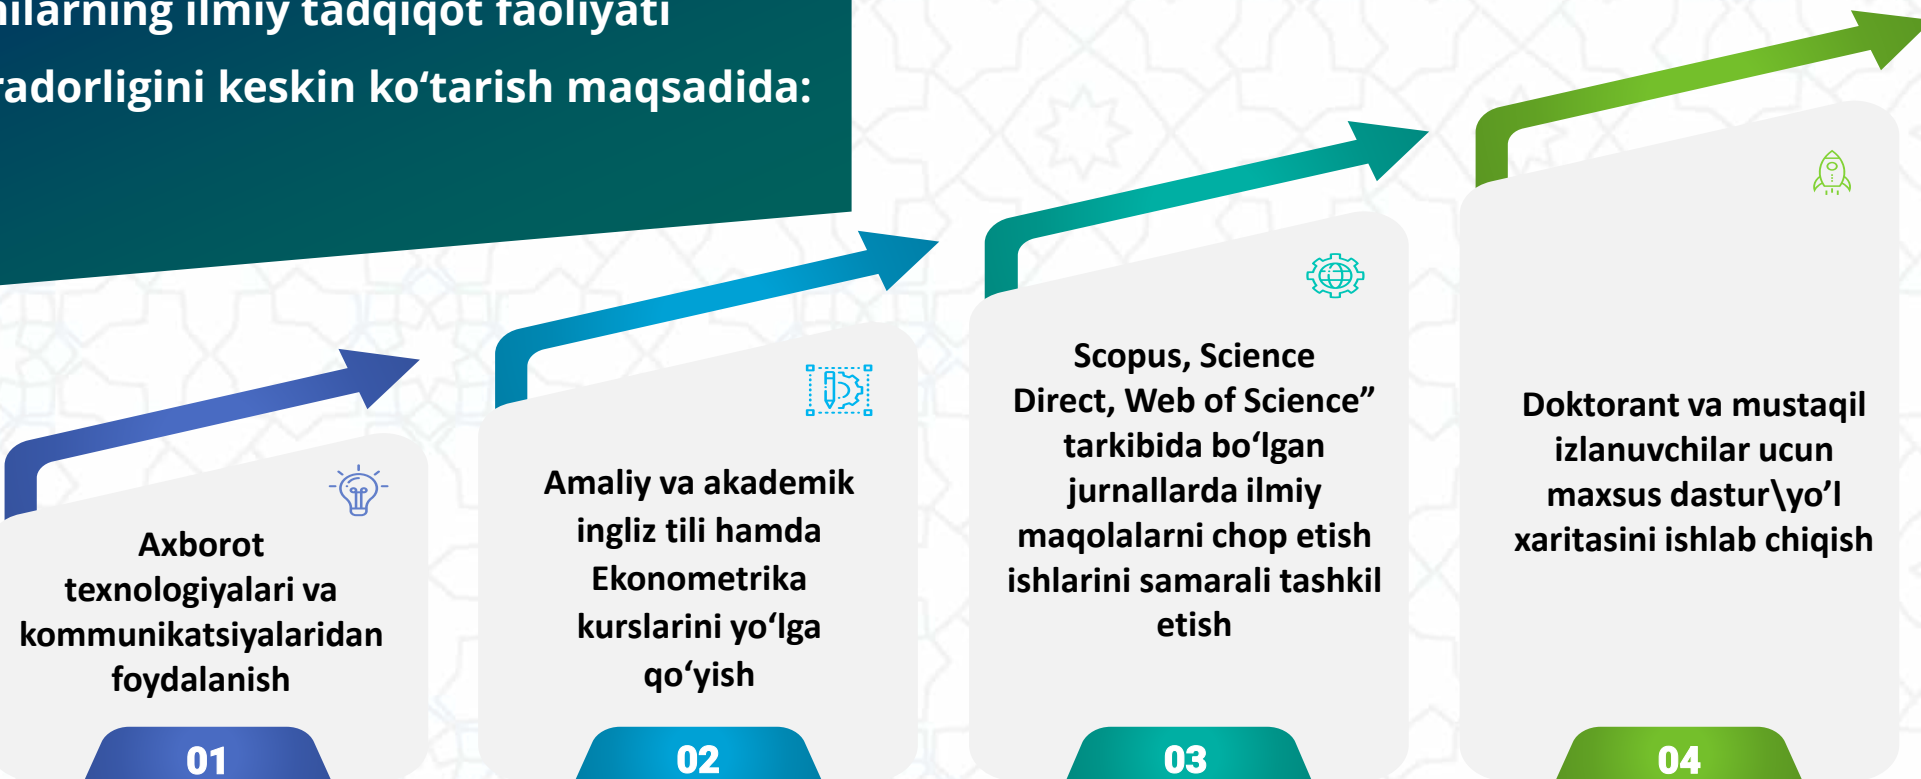 ilarning ilmiy tadqiqot faoliyati
radorligini keskin ko‘tarish maqsadida:
Axborot
texnologiyalari va
kommunikatsiyalaridan
foydalanish
01
Amaliy va akademik
ingliz tili hamda
Ekonometrika
kurslarini yo‘lga
qo‘yish
02
Scopus, Science
Direct, Web of Science”
tarkibida bo‘lgan
jurnallarda ilmiy
maqolalarni chop etish
ishlarini samarali tashkil
etish
03
Doktorant va mustaqil
izlanuvchilar ucun
maxsus dastur\yo’l
xaritasini ishlab chiqish
04